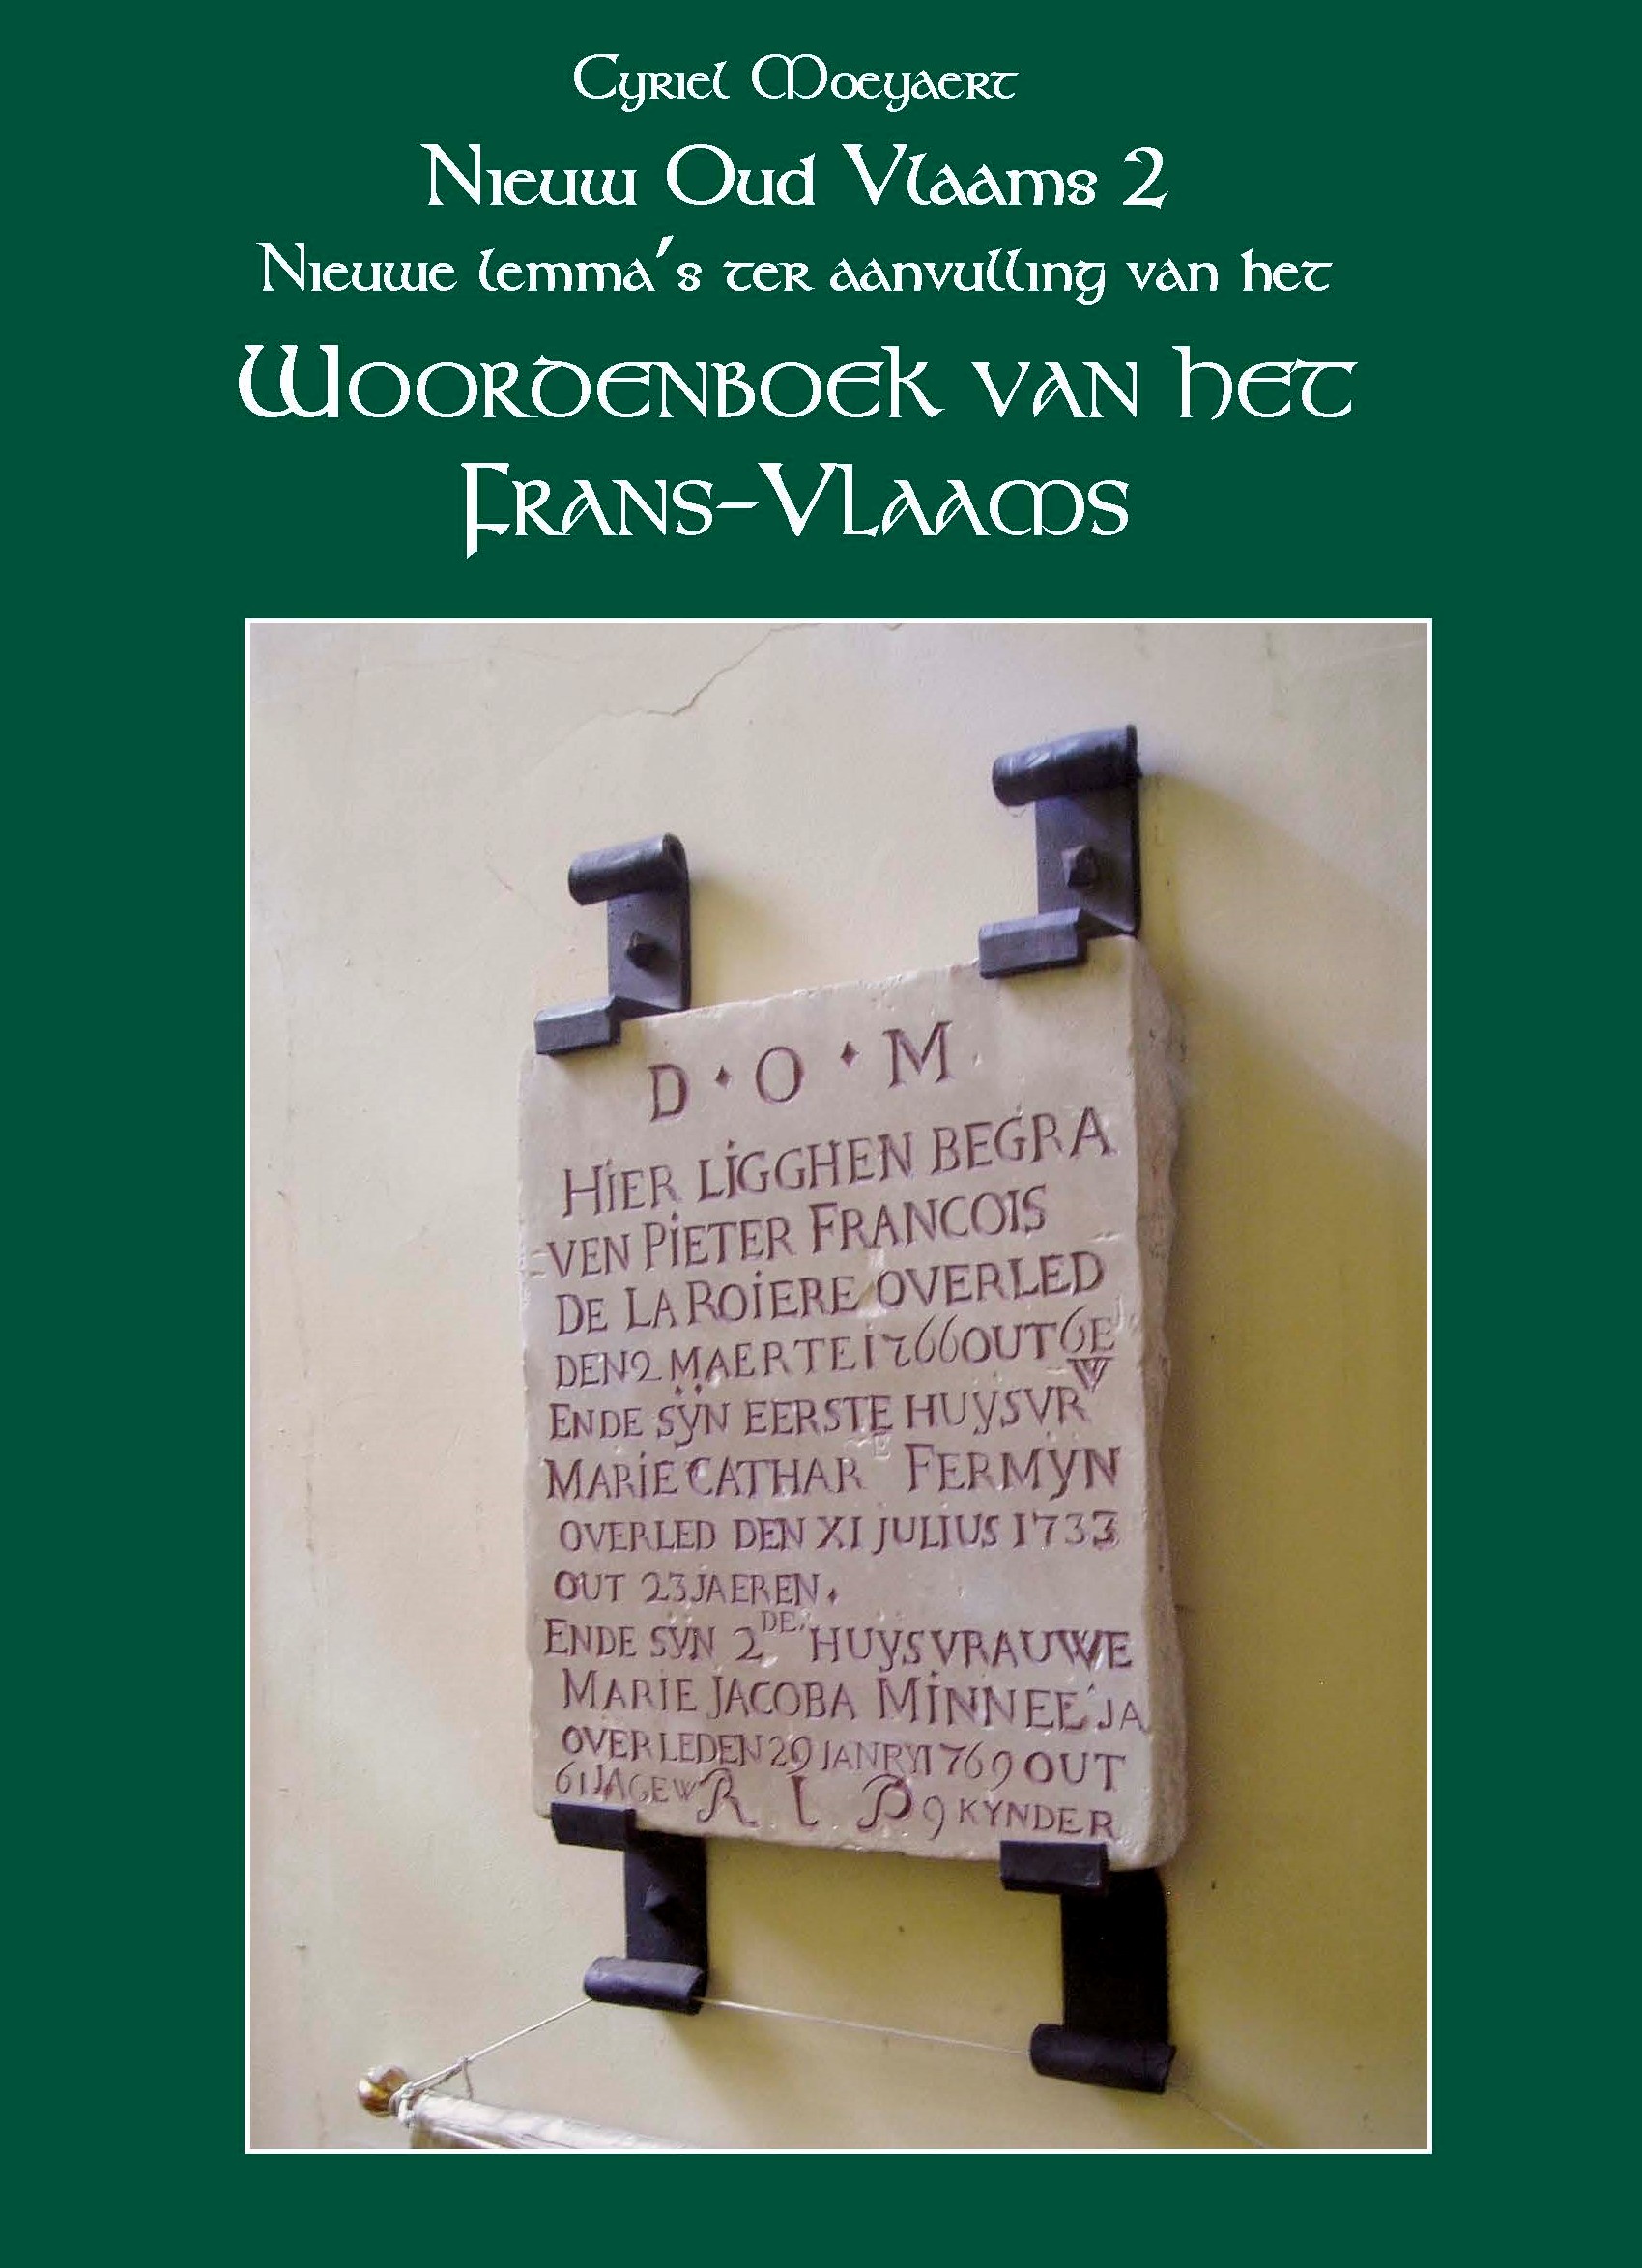 Cyriel Moeyaert
Nieuw Oud Vlaams 2
Nieuwe lemma's ter aanvulling van het
Woordenboek van het
Frans-Vlaams
D · O · M
HIER LIGGHEN BEGRA
VEN PIETER FRANCOIS
DE LA ROIERE OVERLED
DEN 2 MAERTE 1766 OUT 6E
ENDE SYN EERSTE HUYSVR W
MARIE CATHAR E FERMYN
OVERLED DEN XI JULIUS 1733
OUT 23 JAEREN.
ENDE SYN 2DE HUYSVRAUWE
MARIE JACOBA MINNEE JA
OVERLEDEN 29 JANRYI 1769 OUT
61 JA GEW R I P 9 KYNDER